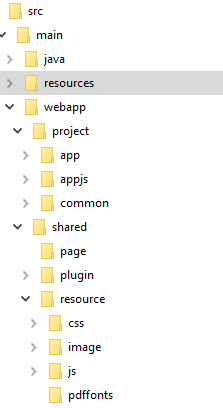 src
main
java
resources
webapp
project
app
appjs
common
shared
page
plugin
resource
css
image
js
pdffonts